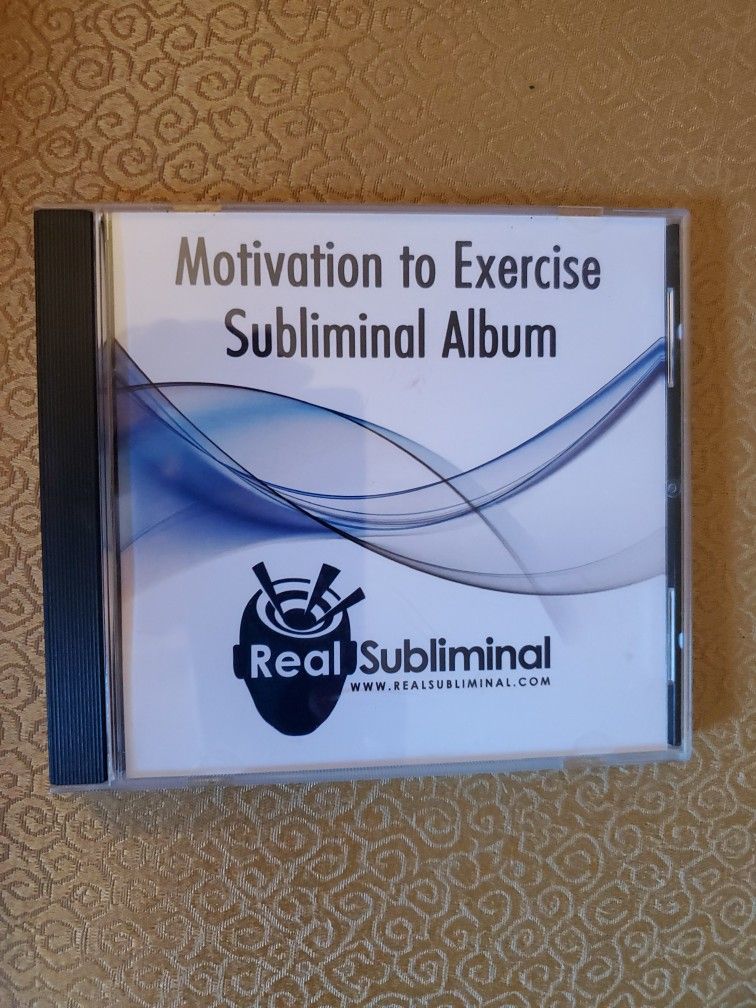 Motivation to Exercise
Subliminal Album
Real Subliminal
WWW.REALSUBLIMINAL.COM